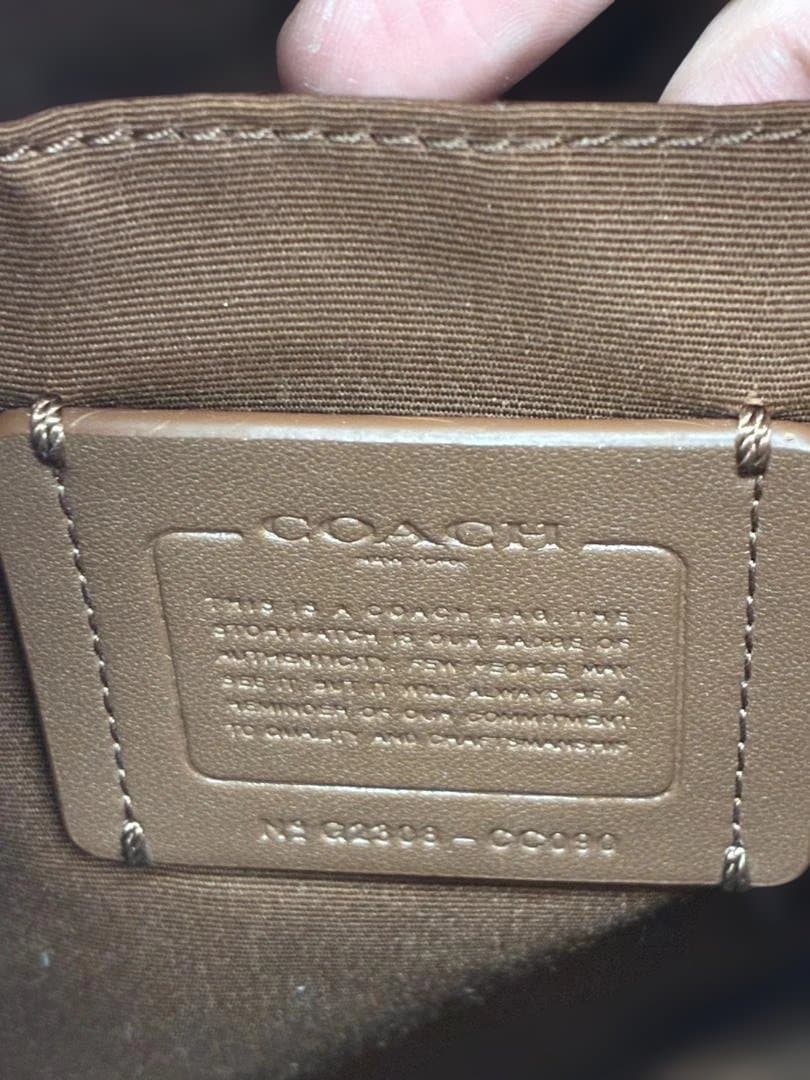 COACH
NEW YORK
THIS IS A COACH BAG. THE
STORYPATCH IS OUR BADGE OF
AUTHENTICITY. FEW PEOPLE MAY
SEE IT, BUT IT WILL ALWAYS BE A
REMINDER OF OUR COMMITMENT
TO QUALITY AND CRAFTSMANSHIP.
Nº G2308 - CC090